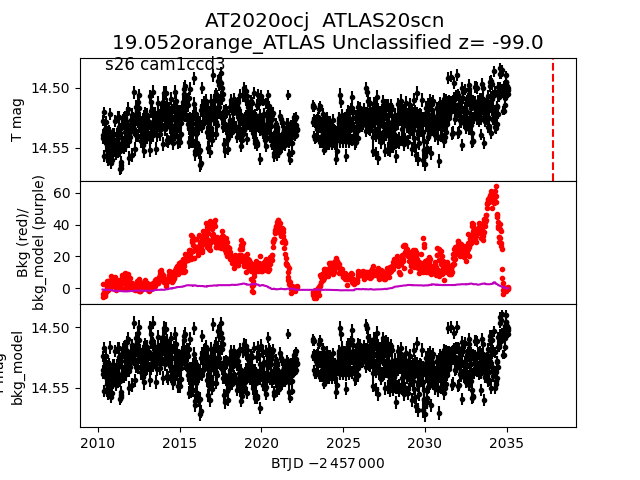 AT2020ocj  ATLAS20scn
19.052orange_ATLAS Unclassified z= -99.0
s26 cam1ccd3
T mag
14.50
14.55
Bkg (red)/
bkg_model (purple)
60
40
20
0
bkg_model
14.50
14.55
2010 2015 2020 2025 2030 2035
BTJD −2 457 000